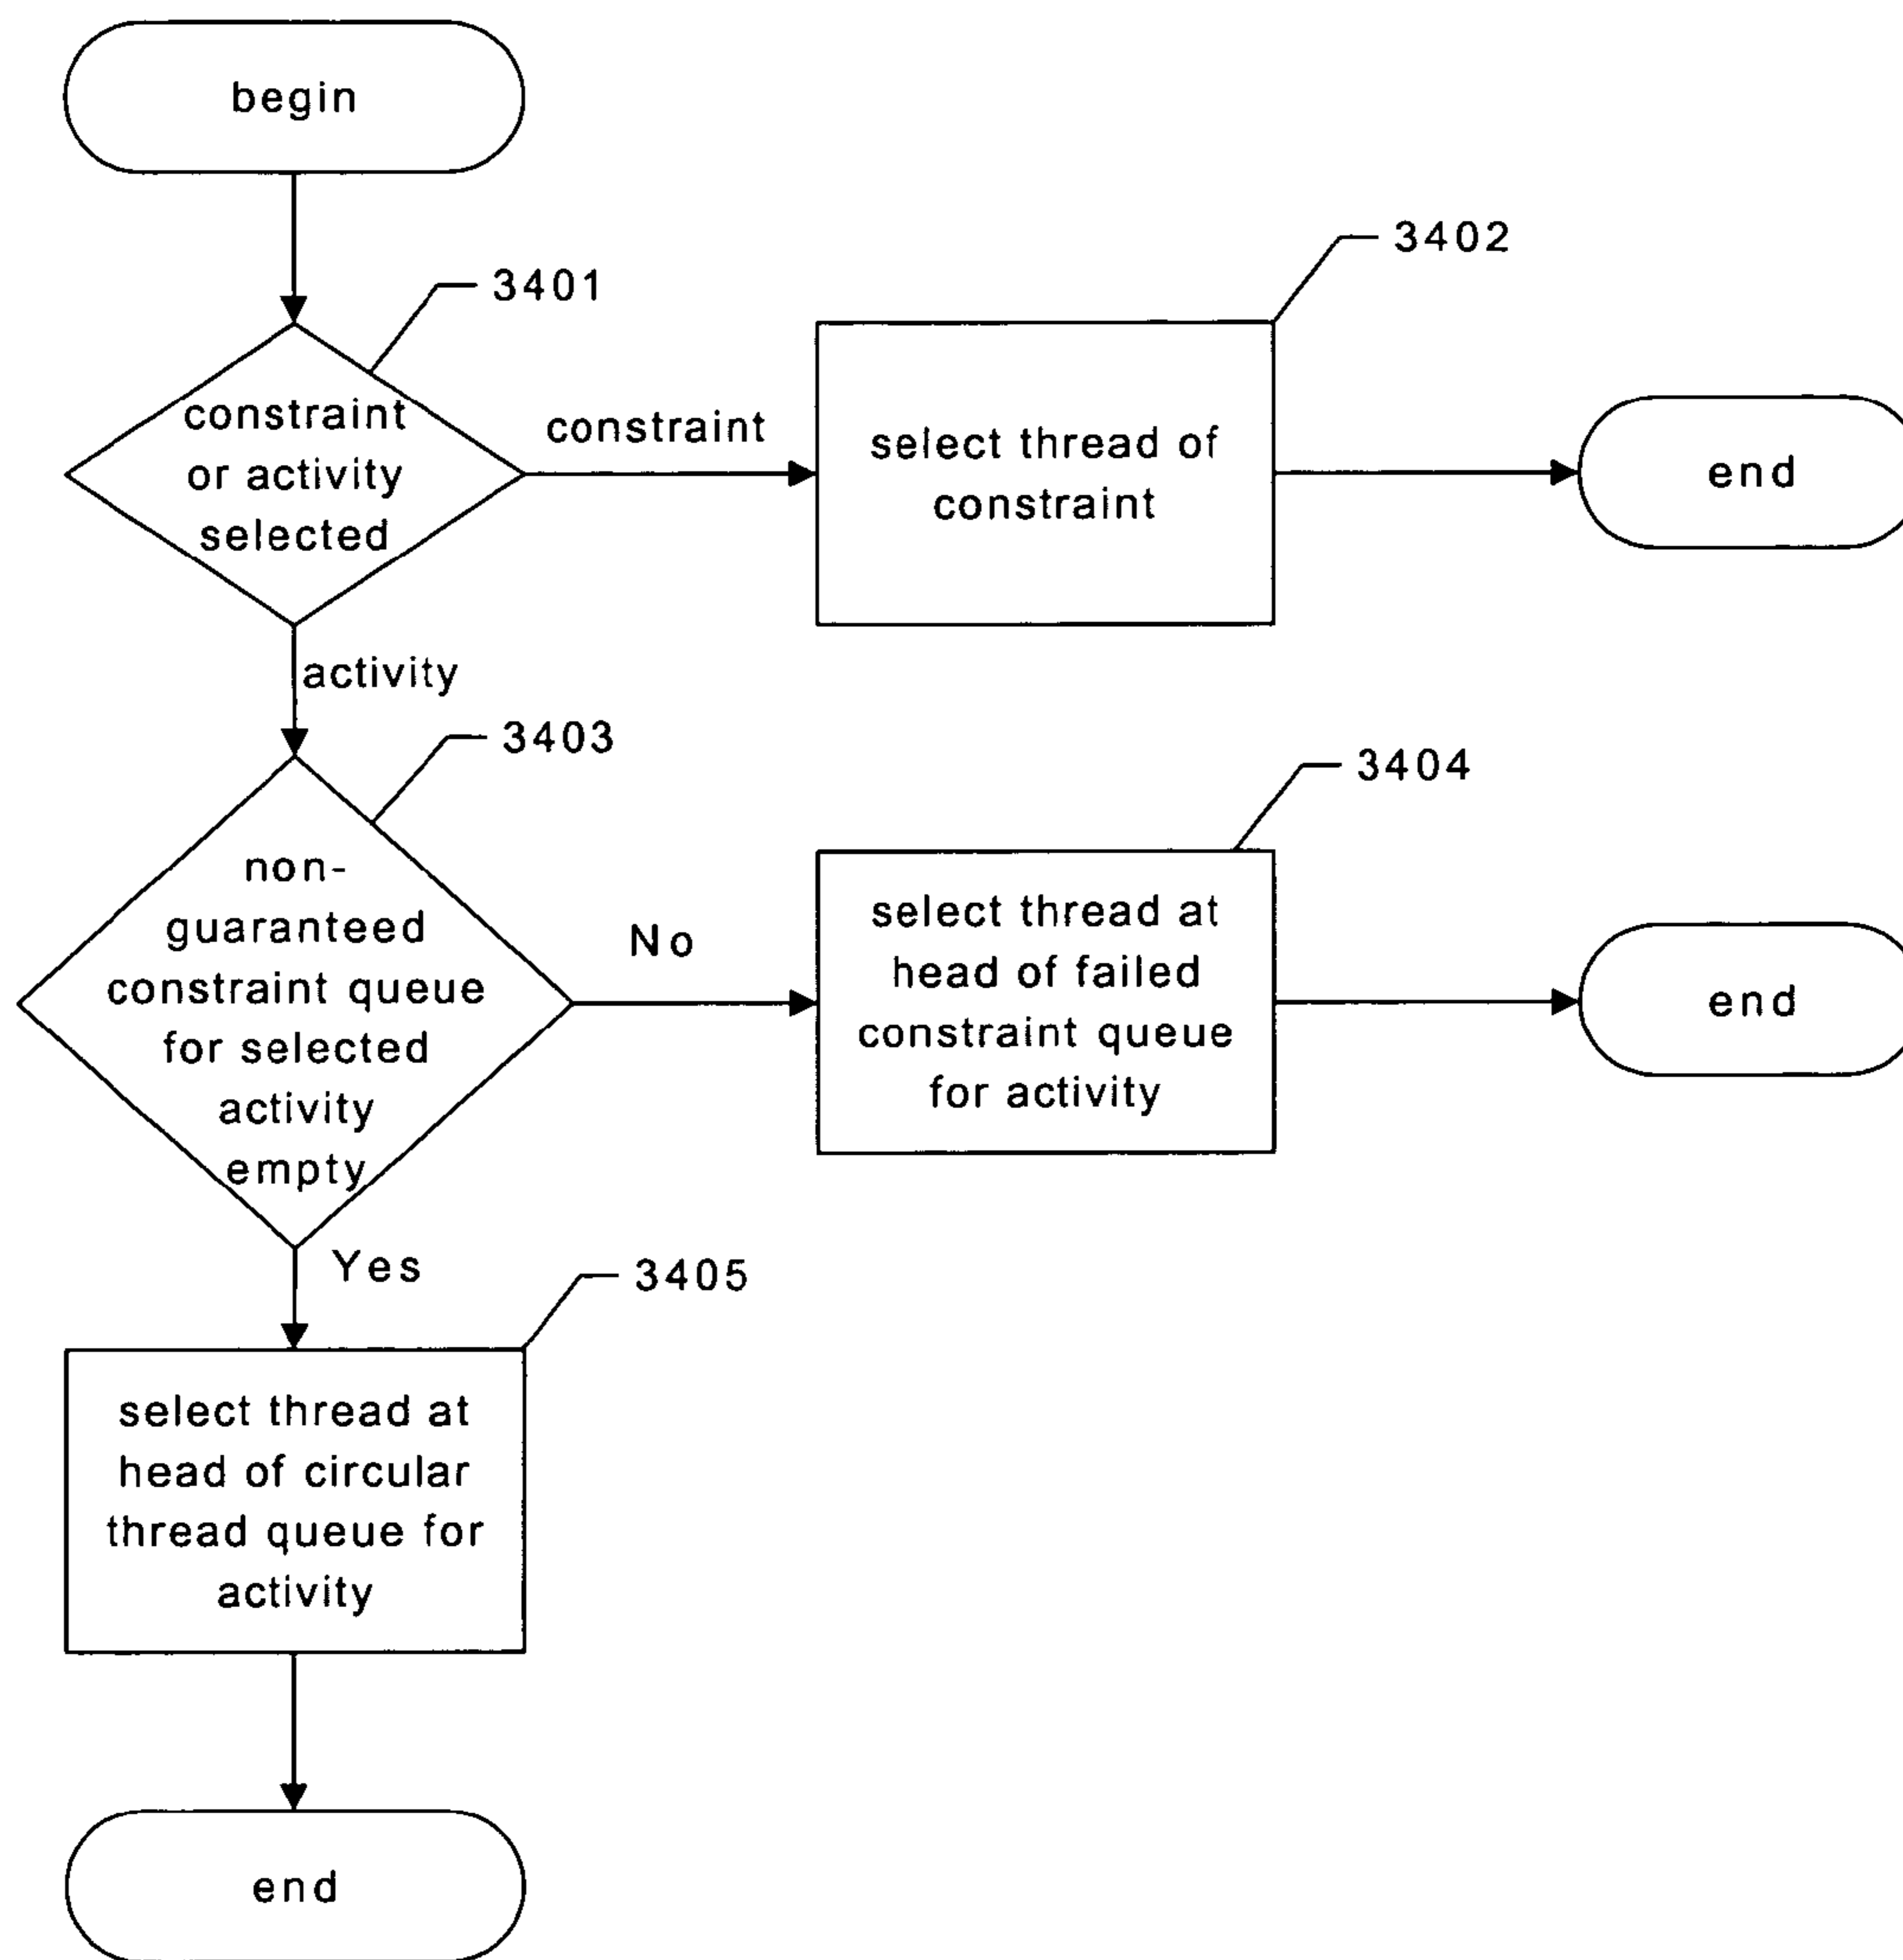 begin
3401
3402
constraint
or activity
selected
constraint
select thread of
constraint
end
activity
3403
3404
non-
guaranteed
constraint queue
for selected
activity
empty
No
select thread at
head of failed
constraint queue
for activity
end
Yes
3405
select thread at
head of circular
thread queue for
activity
end